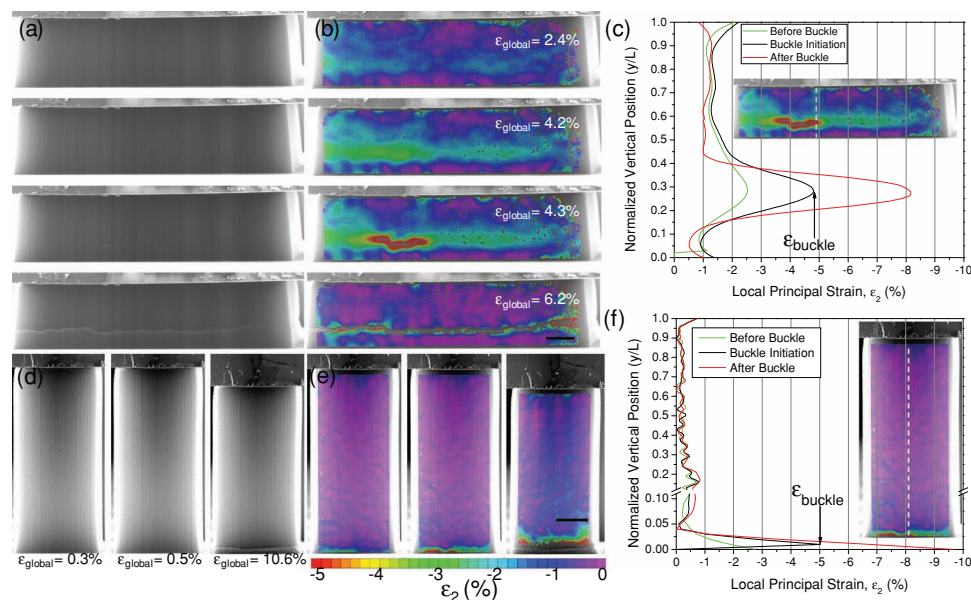 (a)
(b)
εglobal= 2.4%
εglobal= 4.2%
εglobal= 4.3%
εglobal= 6.2%
(c)
Normalized Vertical Position (y/L)
1.0
0.9
0.8
0.7
0.6
0.5
0.4
0.3
0.2
0.1
0.0
Before Buckle
Buckle Initiation
After Buckle
εbuckle
0 -1 -2 -3 -4 -5 -6 -7 -8 -9 -10
Local Principal Strain, ε2 (%)
(d)
εglobal= 0.3%
εglobal= 0.5%
εglobal= 10.6%
(e)
-5 -4 -3 -2 -1 0
ε2 (%)
(f)
Normalized Vertical Position (y/L)
1.0
0.9
0.8
0.7
0.6
0.5
0.4
0.3
0.2
0.10
0.05
0.00
Before Buckle
Buckle Initiation
After Buckle
εbuckle
0 -1 -2 -3 -4 -5 -6 -7 -8 -9 -10
Local Principal Strain, ε2 (%)